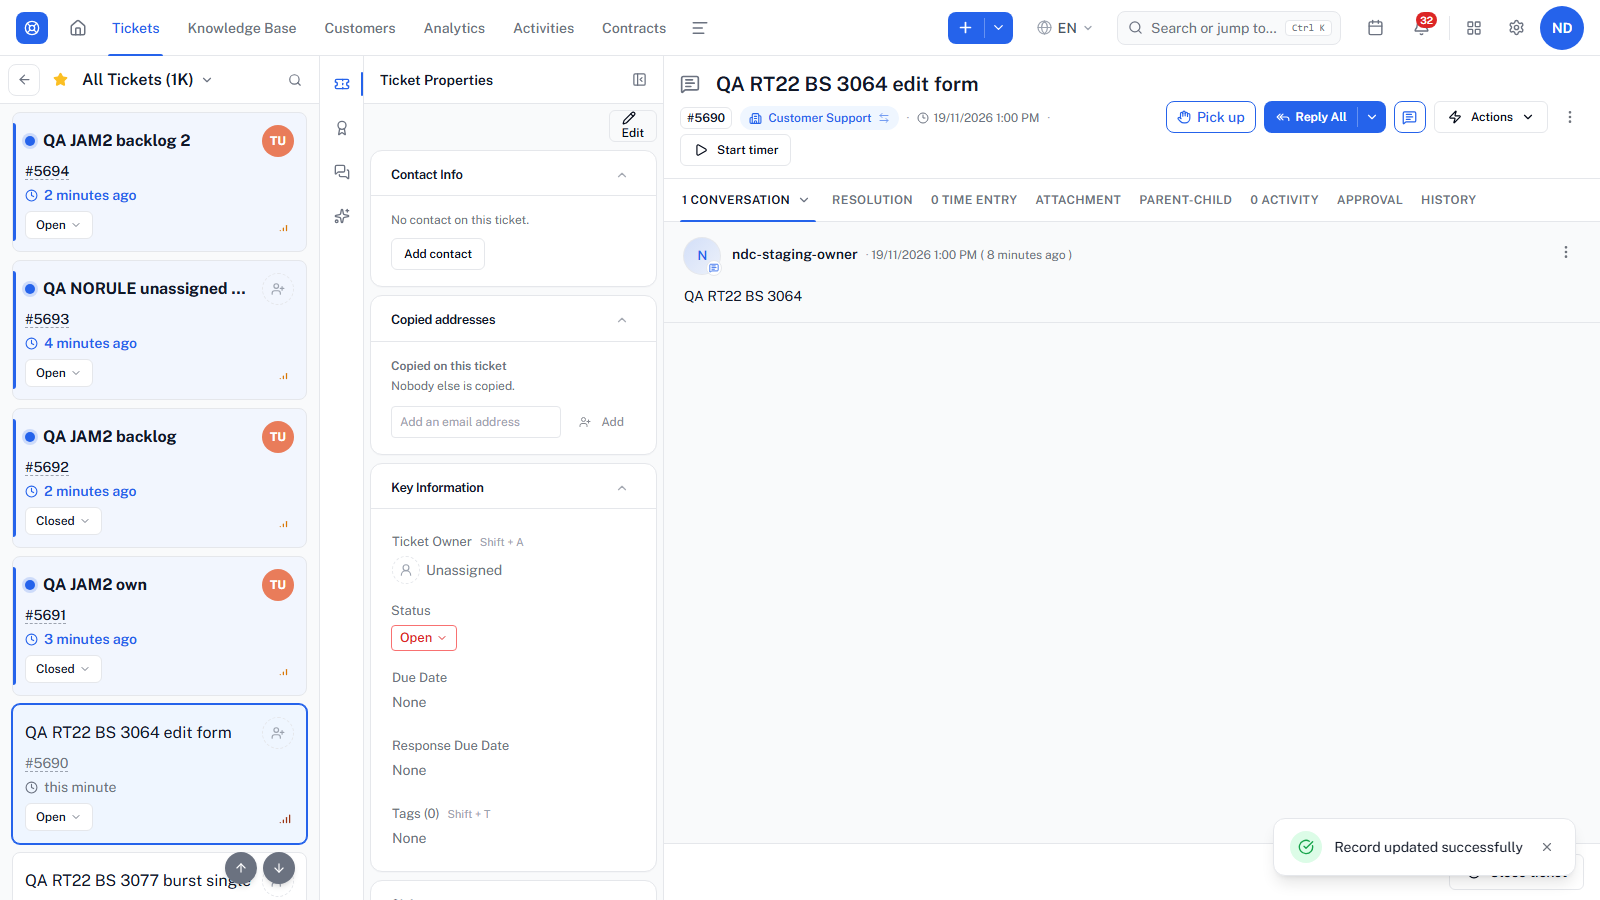 Tickets
Knowledge Base
Customers
Analytics
Activities
Contracts
EN
Search or jump to...
Ctrl K
32
ND
All Tickets (1K)
QA JAM2 backlog 2
TU
#5694
2 minutes ago
Open
QA NORULE unassigned ...
#5693
4 minutes ago
Open
QA JAM2 backlog
TU
#5692
2 minutes ago
Closed
QA JAM2 own
TU
#5691
3 minutes ago
Closed
QA RT22 BS 3064 edit form
#5690
this minute
Open
QA RT22 BS 3077 burst single
Ticket Properties
Edit
Contact Info
No contact on this ticket.
Add contact
Copied addresses
Copied on this ticket
Nobody else is copied.
Add an email address
Add
Key Information
Ticket Owner Shift + A
Unassigned
Status
Open
Due Date
None
Response Due Date
None
Tags (0) Shift + T
None
QA RT22 BS 3064 edit form
#5690
Customer Support
· 19/11/2026 1:00 PM ·
Start timer
Pick up
Reply All
Actions
1 CONVERSATION
RESOLUTION
0 TIME ENTRY
ATTACHMENT
PARENT-CHILD
0 ACTIVITY
APPROVAL
HISTORY
N
ndc-staging-owner · 19/11/2026 1:00 PM ( 8 minutes ago )
QA RT22 BS 3064
Record updated successfully